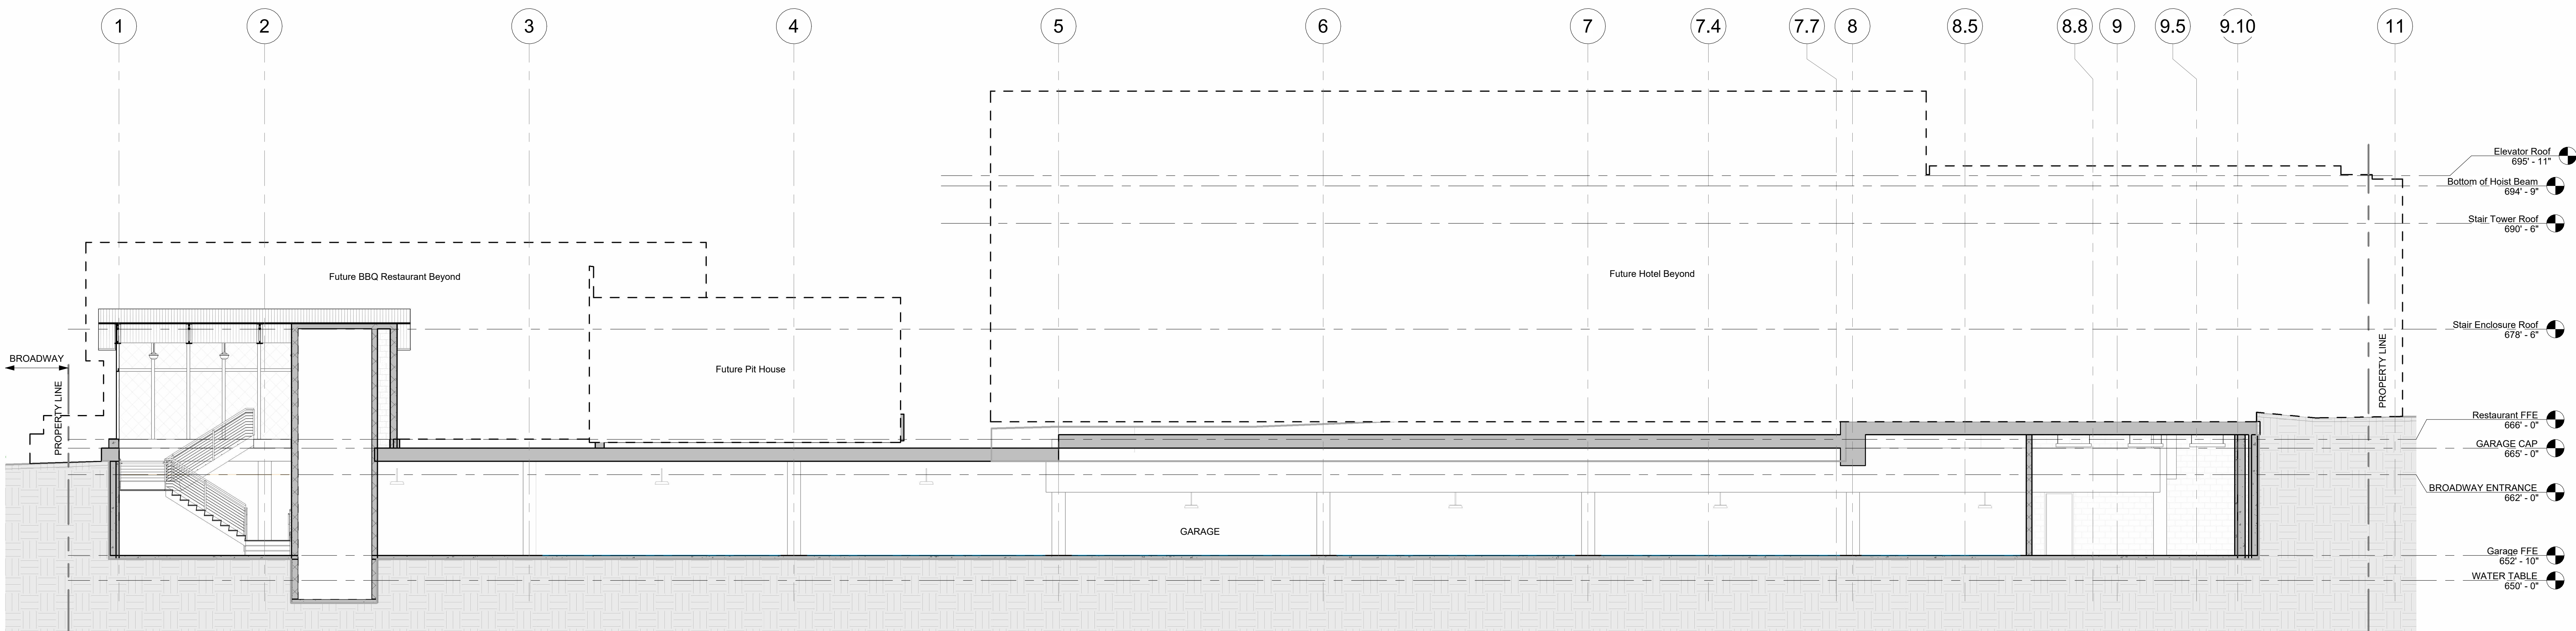 1
2
3
4
5
6
7
7.4
7.7
8
8.5
8.8
9
9.5
9.10
11
Elevator Roof
695' - 11"
Bottom of Hoist Beam
694' - 9"
Stair Tower Roof
690' - 6"
Future BBQ Restaurant Beyond
Future Hotel Beyond
Stair Enclosure Roof
678' - 6"
BROADWAY
PROPERTY LINE
Future Pit House
PROPERTY LINE
Restaurant FFE
666' - 0"
GARAGE CAP
665' - 0"
BROADWAY ENTRANCE
662' - 0"
GARAGE
Garage FFE
652' - 10"
WATER TABLE
650' - 0"